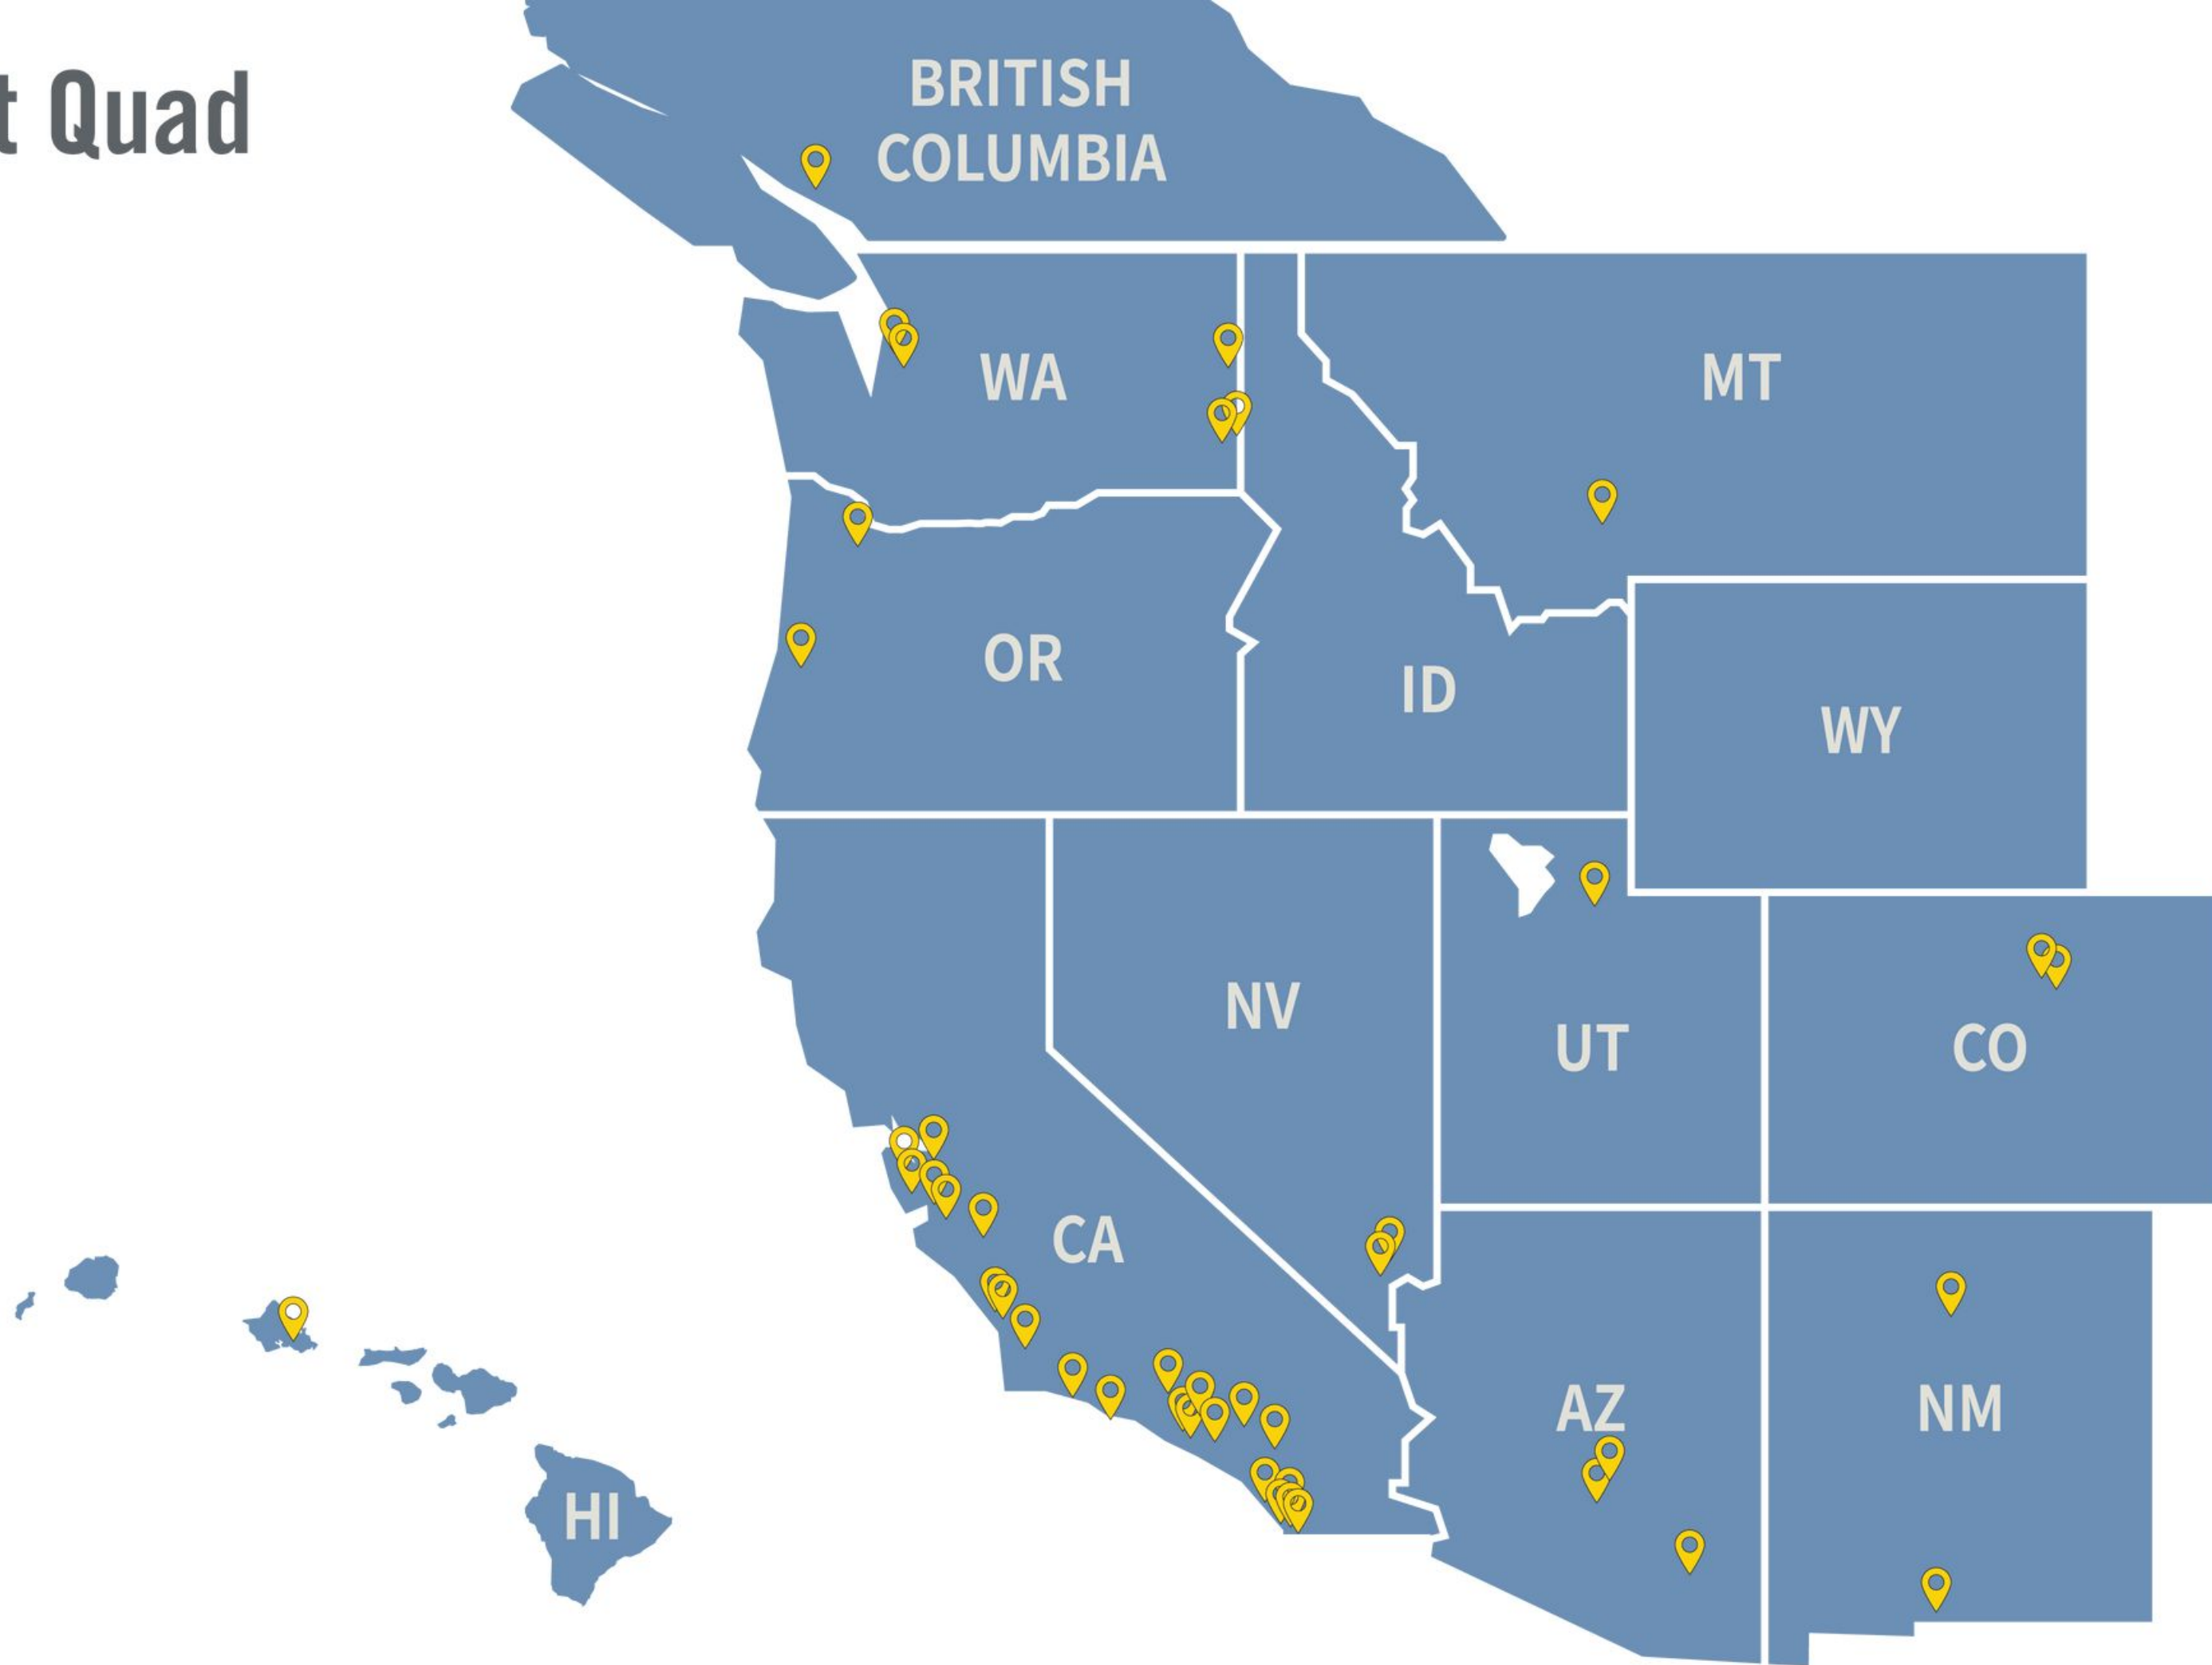 t Quad
BRITISH
COLUMBIA
WA
MT
OR
ID
WY
NV
UT
CO
CA
AZ
NM
HI